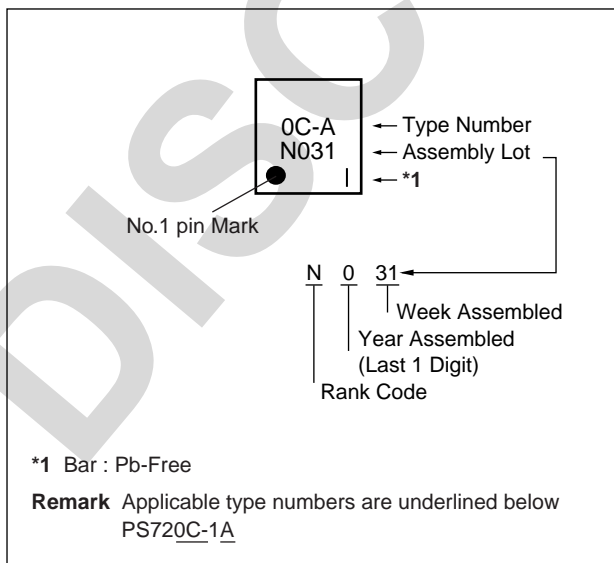 DISC
0C-A
N031
Type Number
Assembly Lot
*1
No.1 pin Mark
N 0 31
Week Assembled
Year Assembled
(Last 1 Digit)
Rank Code
*1 Bar : Pb-Free
Remark Applicable type numbers are underlined below
PS720C-1A